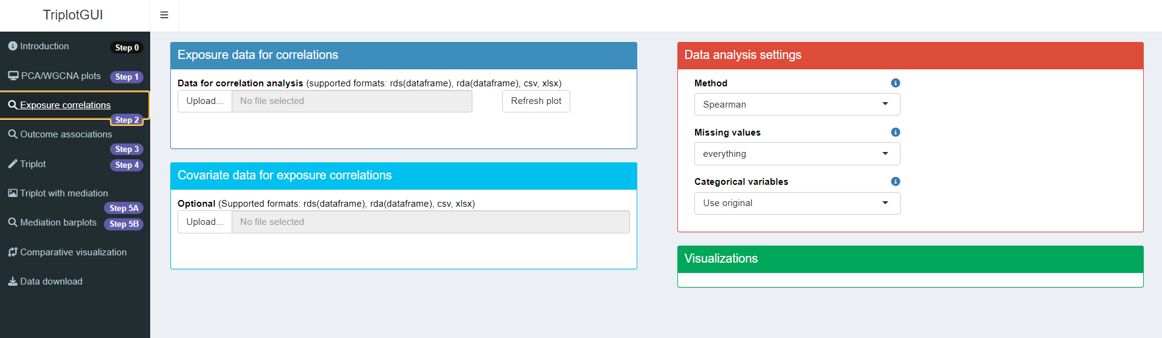 TriplotGUI
Introduction
Step 0
PCA/WGCNA plots
Step 1
Exposure correlations
Step 2
Outcome associations
Step 3
Triplot
Step 4
Triplot with mediation
Step 5A
Mediation barplots
Step 5B
Comparative visualization
Data download
Exposure data for correlations
Data for correlation analysis (supported formats: rds(dataframe), rda(dataframe), csv, xlsx)
Upload... No file selected
Refresh plot
Covariate data for exposure correlations
Optional (Supported formats: rds(dataframe), rda(dataframe), csv, xlsx)
Upload... No file selected
Data analysis settings
Method
Spearman
Missing values
everything
Categorical variables
Use original
Visualizations